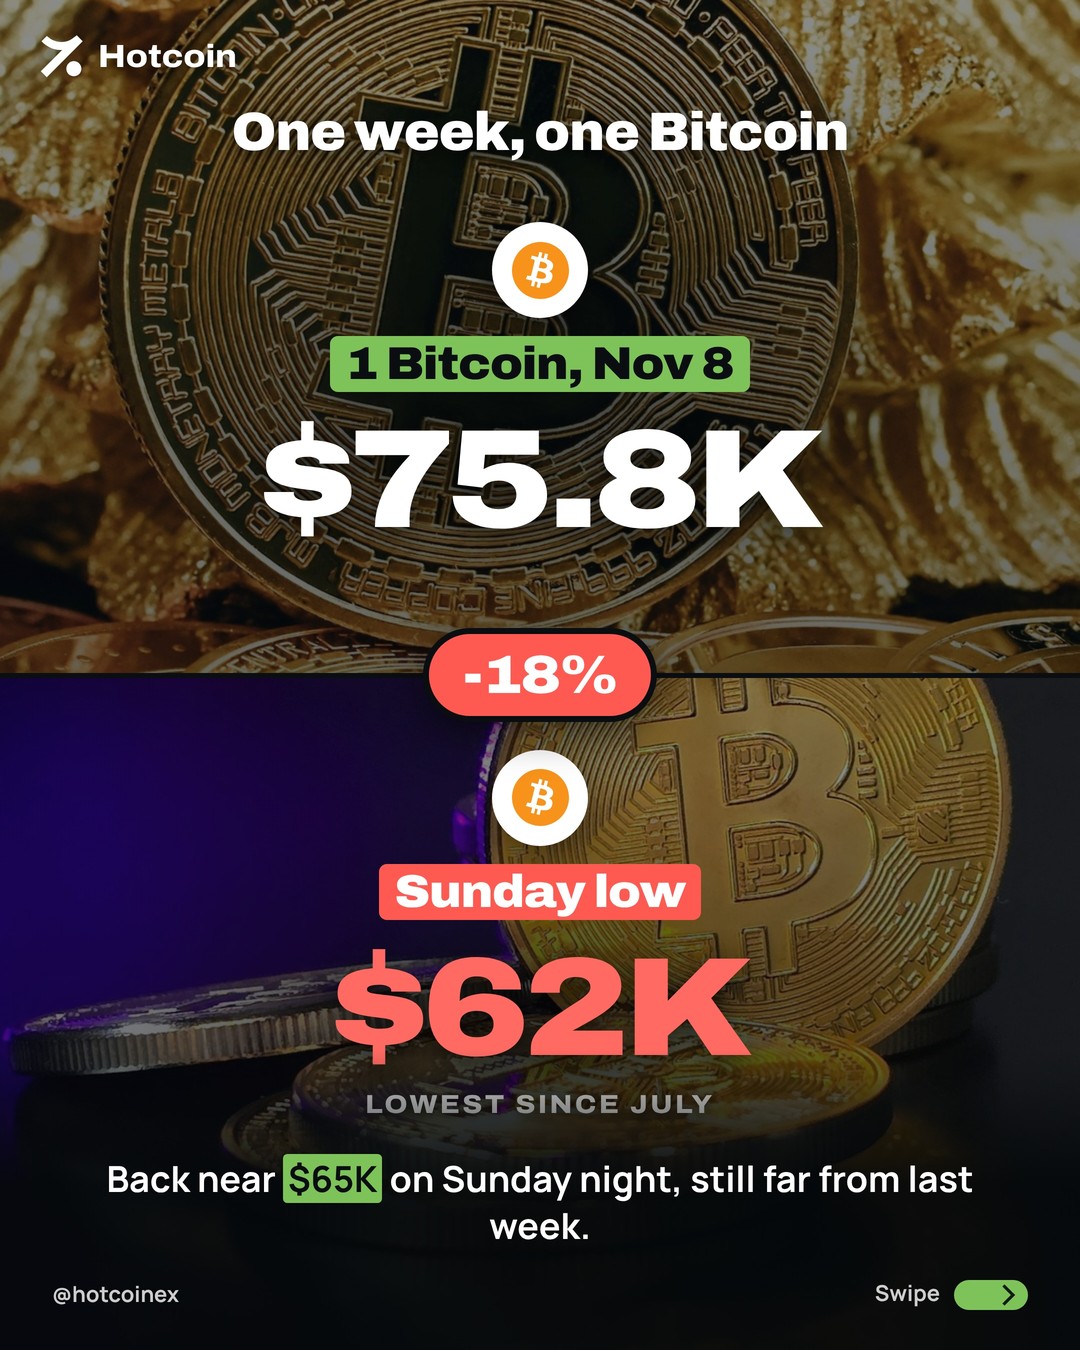 Hotcoin
One week, one Bitcoin
1 Bitcoin, Nov 8
$75.8K
-18%
Sunday low
$62K
LOWEST SINCE JULY
Back near $65K on Sunday night, still far from last
week.
@hotcoinex
Swipe